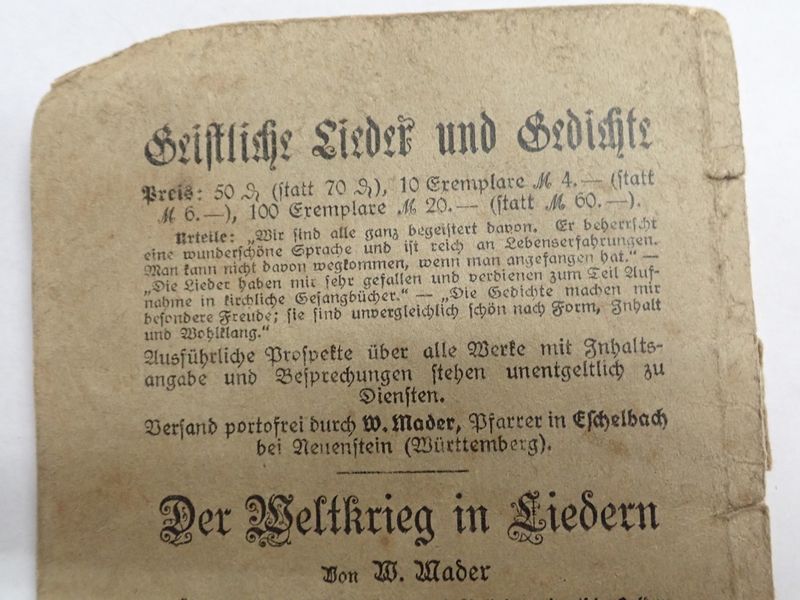 Geistliche Lieder und Gedichte
Preis: 50 ₰ (statt 70 ₰), 10 Exemplare ℳ 4.— (statt
ℳ 6.—), 100 Exemplare ℳ 20.— (statt ℳ 60.—).
Urteile: „Wir sind alle ganz begeistert davon. Er beherrscht
eine wunderschöne Sprache und ist reich an Lebenserfahrungen.
Man kann nicht davon wegkommen, wenn man angefangen hat.“ —
„Die Lieder haben mir sehr gefallen und verdienen zum Teil Auf-
nahme in kirchliche Gesangbücher.“ — „Die Gedichte machen mir
besondere Freude; sie sind unvergleichlich schön nach Form, Inhalt
und Wohlklang.“
Ausführliche Prospekte über alle Werke mit Inhalts-
angabe und Besprechungen stehen unentgeltlich zu
Diensten.
Versand portofrei durch W. Mader, Pfarrer in Eschelbach
bei Neuenstein (Württemberg).
Der Weltkrieg in Liedern
Von W. Mader